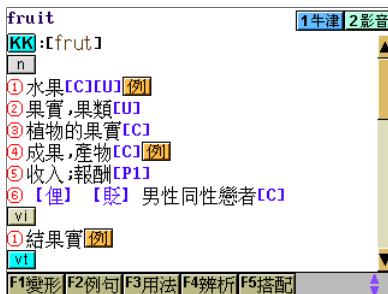 fruit 1牛津 2影音
KK:[frut]
n
①水果[C][U]例
②果實,果類[U]
③植物的果實[C]
④成果,產物[C]例
⑤收入;報酬[P1]
⑥【俚】【貶】男性同性戀者[C]
vi
①結果實例
vt
F1變形 F2例句 F3用法 F4辨析 F5搭配